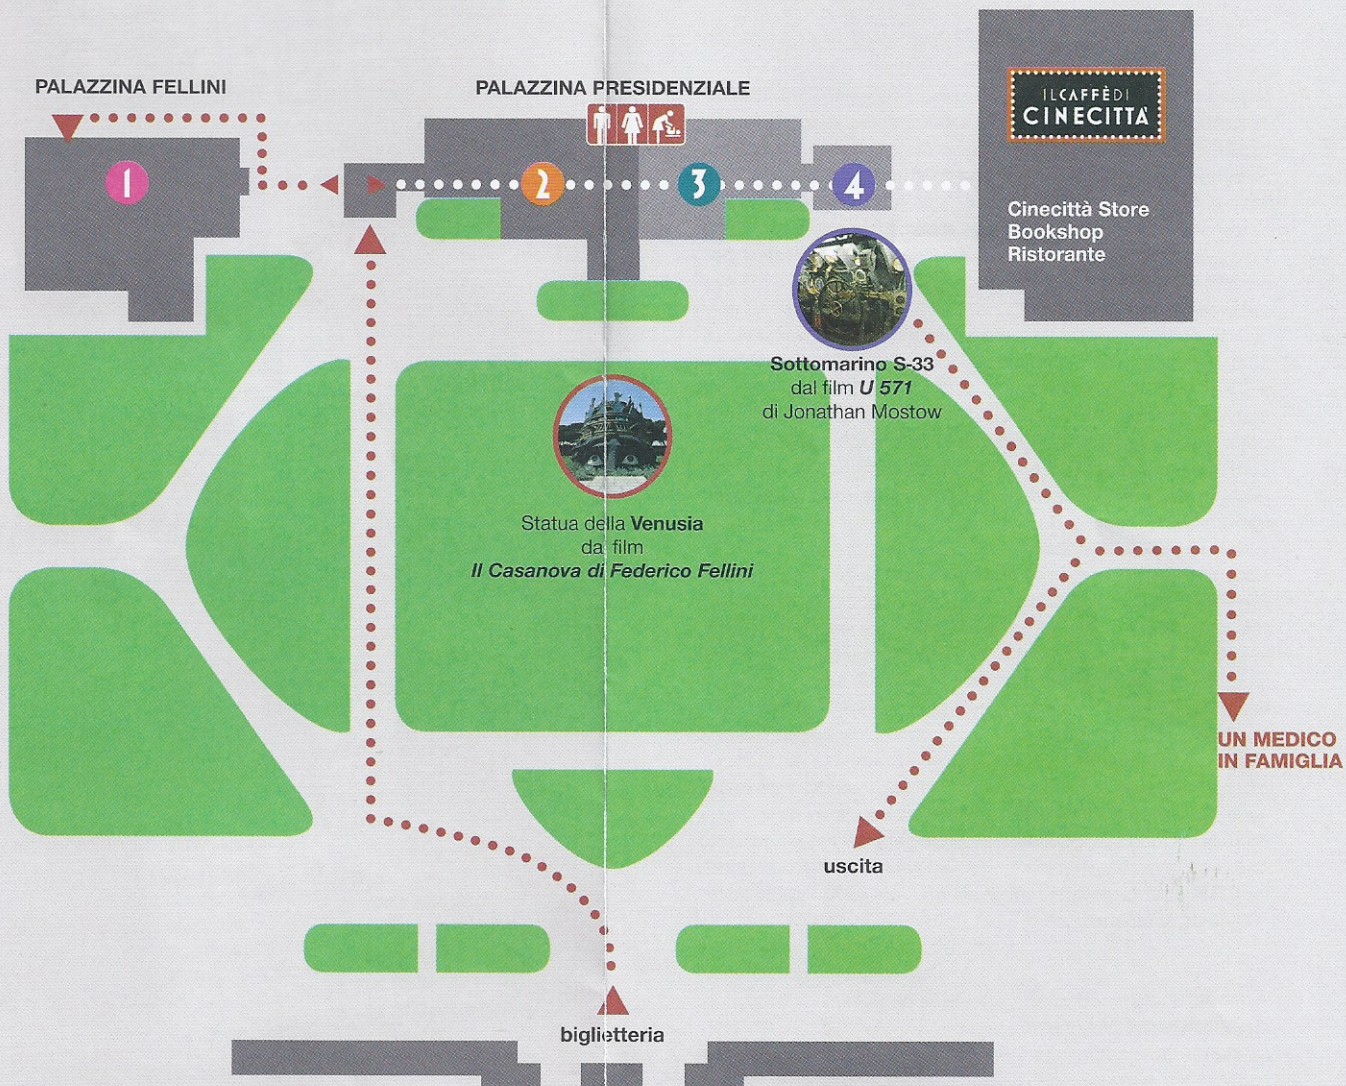 PALAZZINA FELLINI
PALAZZINA PRESIDENZIALE
IL CAFFÈ DI
CINECITTÀ
1
2
3
4
Cinecittà Store
Bookshop
Ristorante
Sottomarino S-33
dal film U 571
di Jonathan Mostow
Statua della Venusia
dal film
Il Casanova di Federico Fellini
UN MEDICO
IN FAMIGLIA
uscita
biglietteria